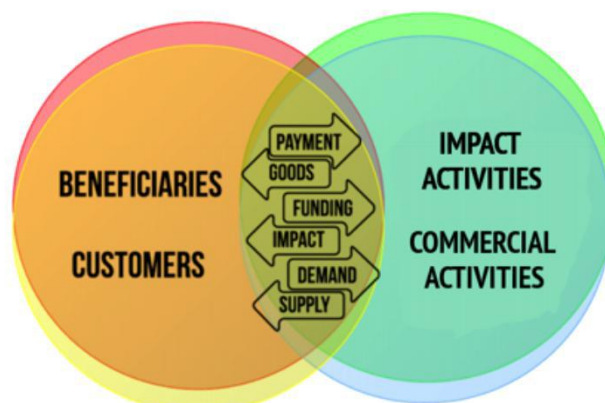 BENEFICIARIES
CUSTOMERS
PAYMENT
GOODS
FUNDING
IMPACT
DEMAND
SUPPLY
IMPACT
ACTIVITIES
COMMERCIAL
ACTIVITIES